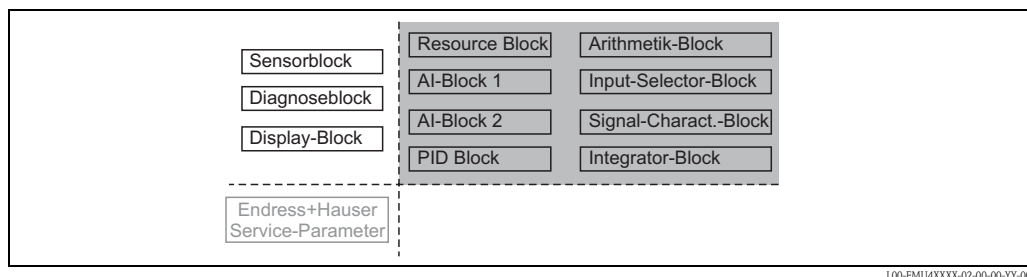 Sensorblock
Diagnoseblock
Display-Block
Resource Block
AI-Block 1
AI-Block 2
PID Block
Arithmetik-Block
Input-Selector-Block
Signal-Charact.-Block
Integrator-Block
Endress+Hauser
Service-Parameter